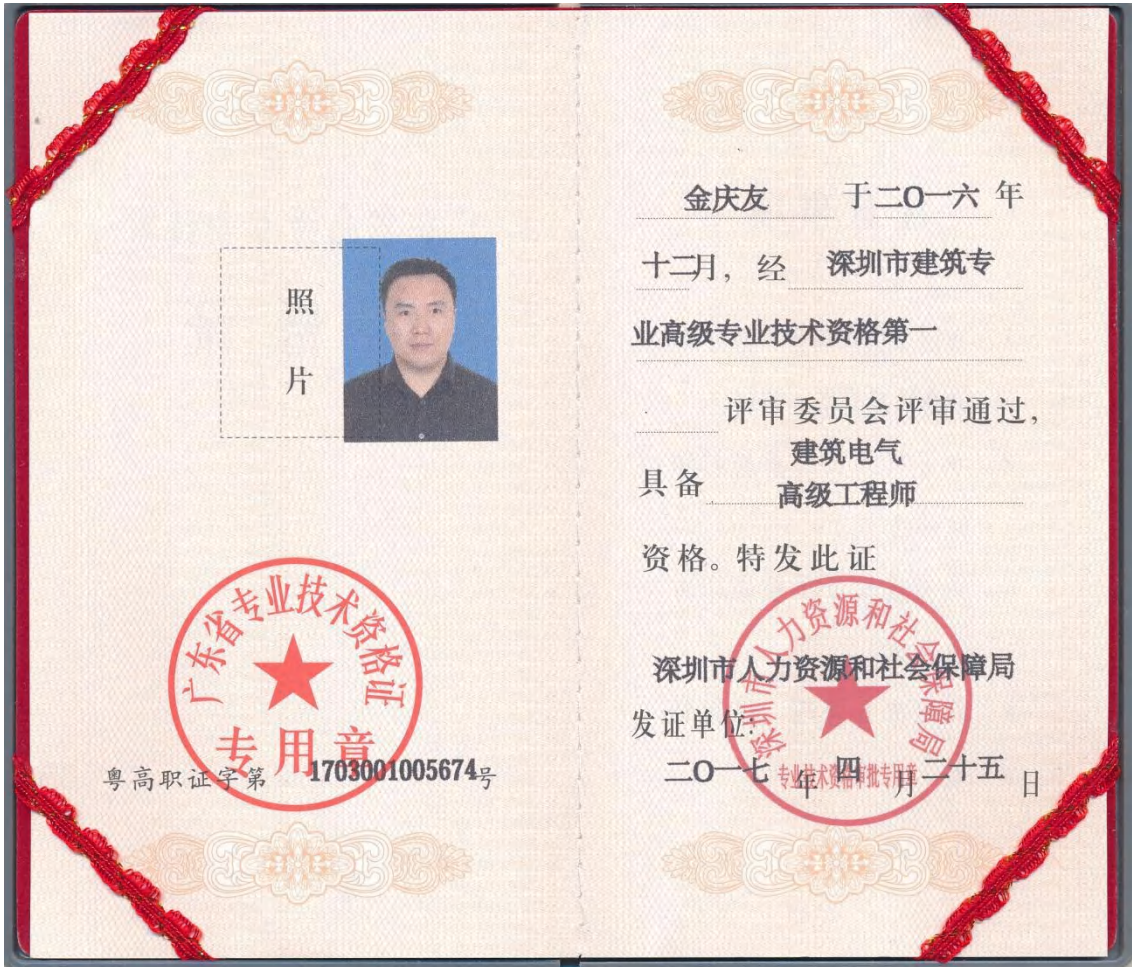 照
片
广东省专业技术资格证
专用章
粤高职证字第1703001005674号
金庆友 于二O一六年
十二月，经 深圳市建筑专
业高级专业技术资格第一
评审委员会评审通过，
建筑电气
具备 高级工程师
资格。特发此证
深圳市人力资源和社会保障局
深圳市人力资源和社会保障局
发证单位：
二O一七年四月二十五日
专业技术资格审批专用章